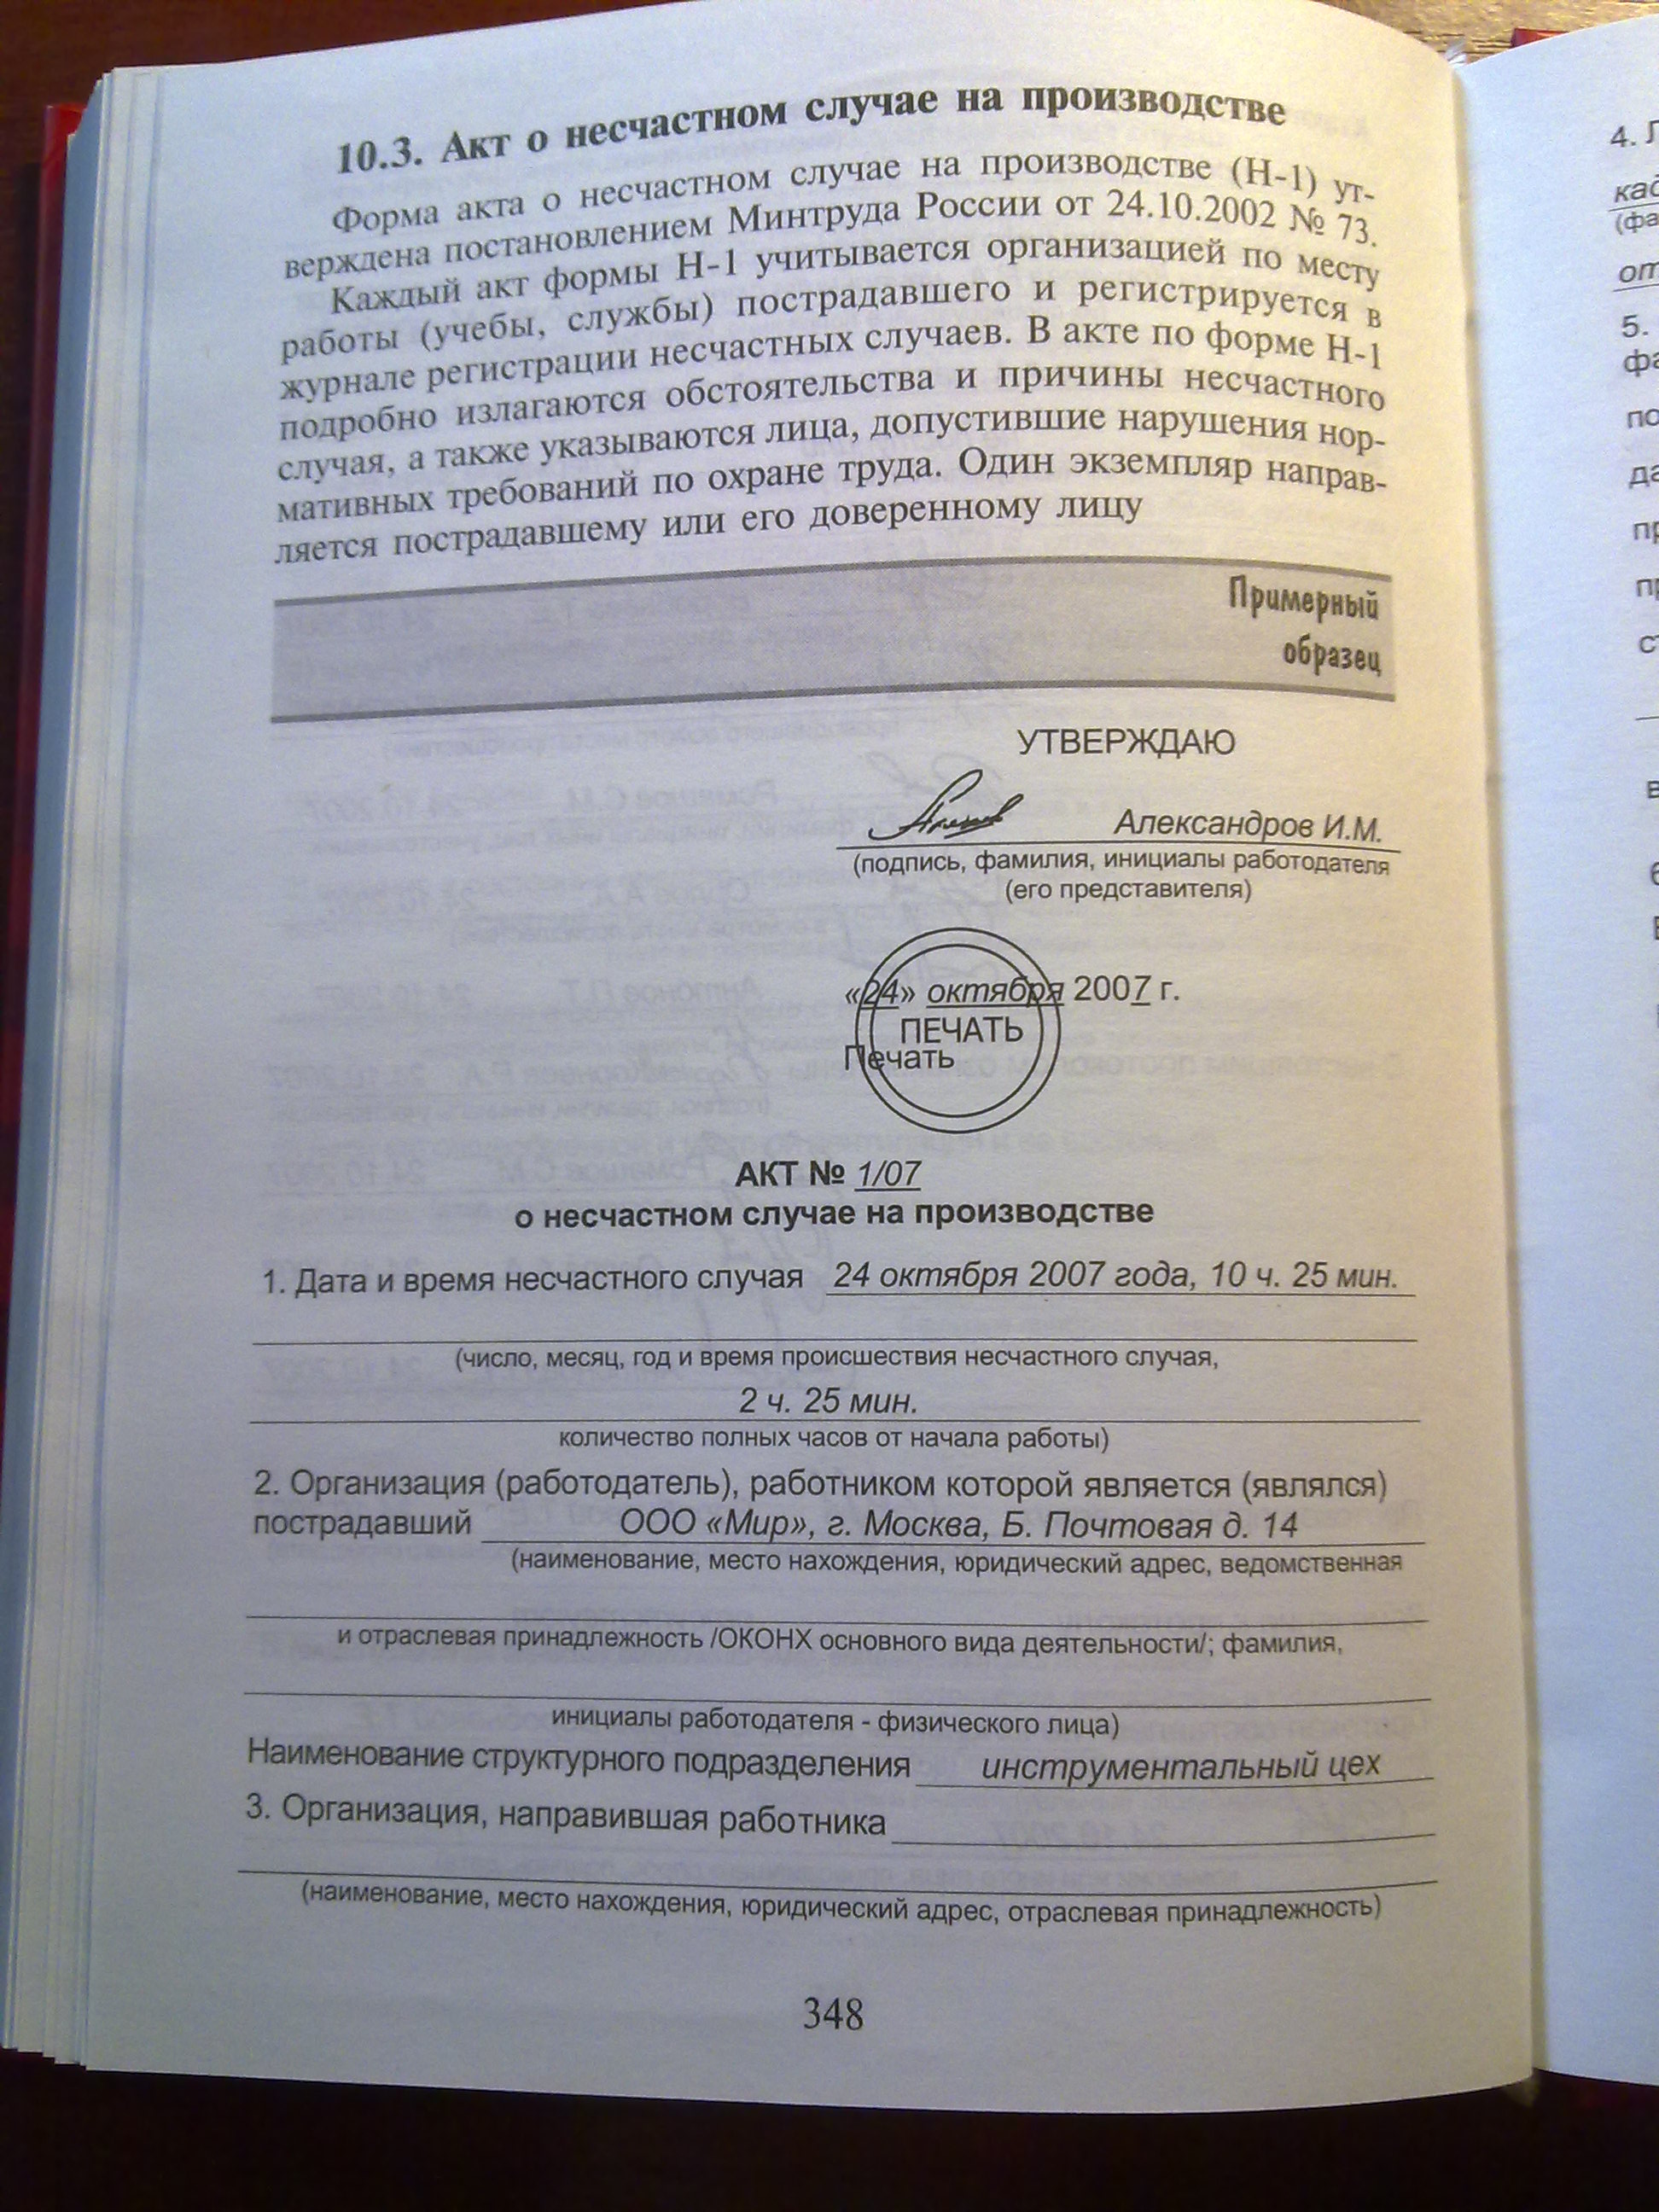 10.3. Акт о несчастном случае на производстве
Форма акта о несчастном случае на производстве (Н-1) ут-
верждена постановлением Минтруда России от 24.10.2002 № 73.
Каждый акт формы Н-1 учитывается организацией по месту
работы (учебы, службы) пострадавшего и регистрируется в
журнале регистрации несчастных случаев. В акте по форме Н-1
подробно излагаются обстоятельства и причины несчастного
случая, а также указываются лица, допустившие нарушения нор-
мативных требований по охране труда. Один экземпляр направ-
ляется пострадавшему или его доверенному лицу
Примерный
образец
УТВЕРЖДАЮ
Александров И.М.
(подпись, фамилия, инициалы работодателя
(его представителя)
«24» октября 2007 г.
ПЕЧАТЬ
Печать
АКТ № 1/07
о несчастном случае на производстве
1. Дата и время несчастного случая 24 октября 2007 года, 10 ч. 25 мин.
(число, месяц, год и время происшествия несчастного случая,
2 ч. 25 мин.
количество полных часов от начала работы)
2. Организация (работодатель), работником которой является (являлся)
пострадавший ООО «Мир», г. Москва, Б. Почтовая д. 14
(наименование, место нахождения, юридический адрес, ведомственная
и отраслевая принадлежность /ОКОНХ основного вида деятельности/; фамилия,
инициалы работодателя - физического лица)
Наименование структурного подразделения инструментальный цех
3. Организация, направившая работника
(наименование, место нахождения, юридический адрес, отраслевая принадлежность)
348
4.
5.